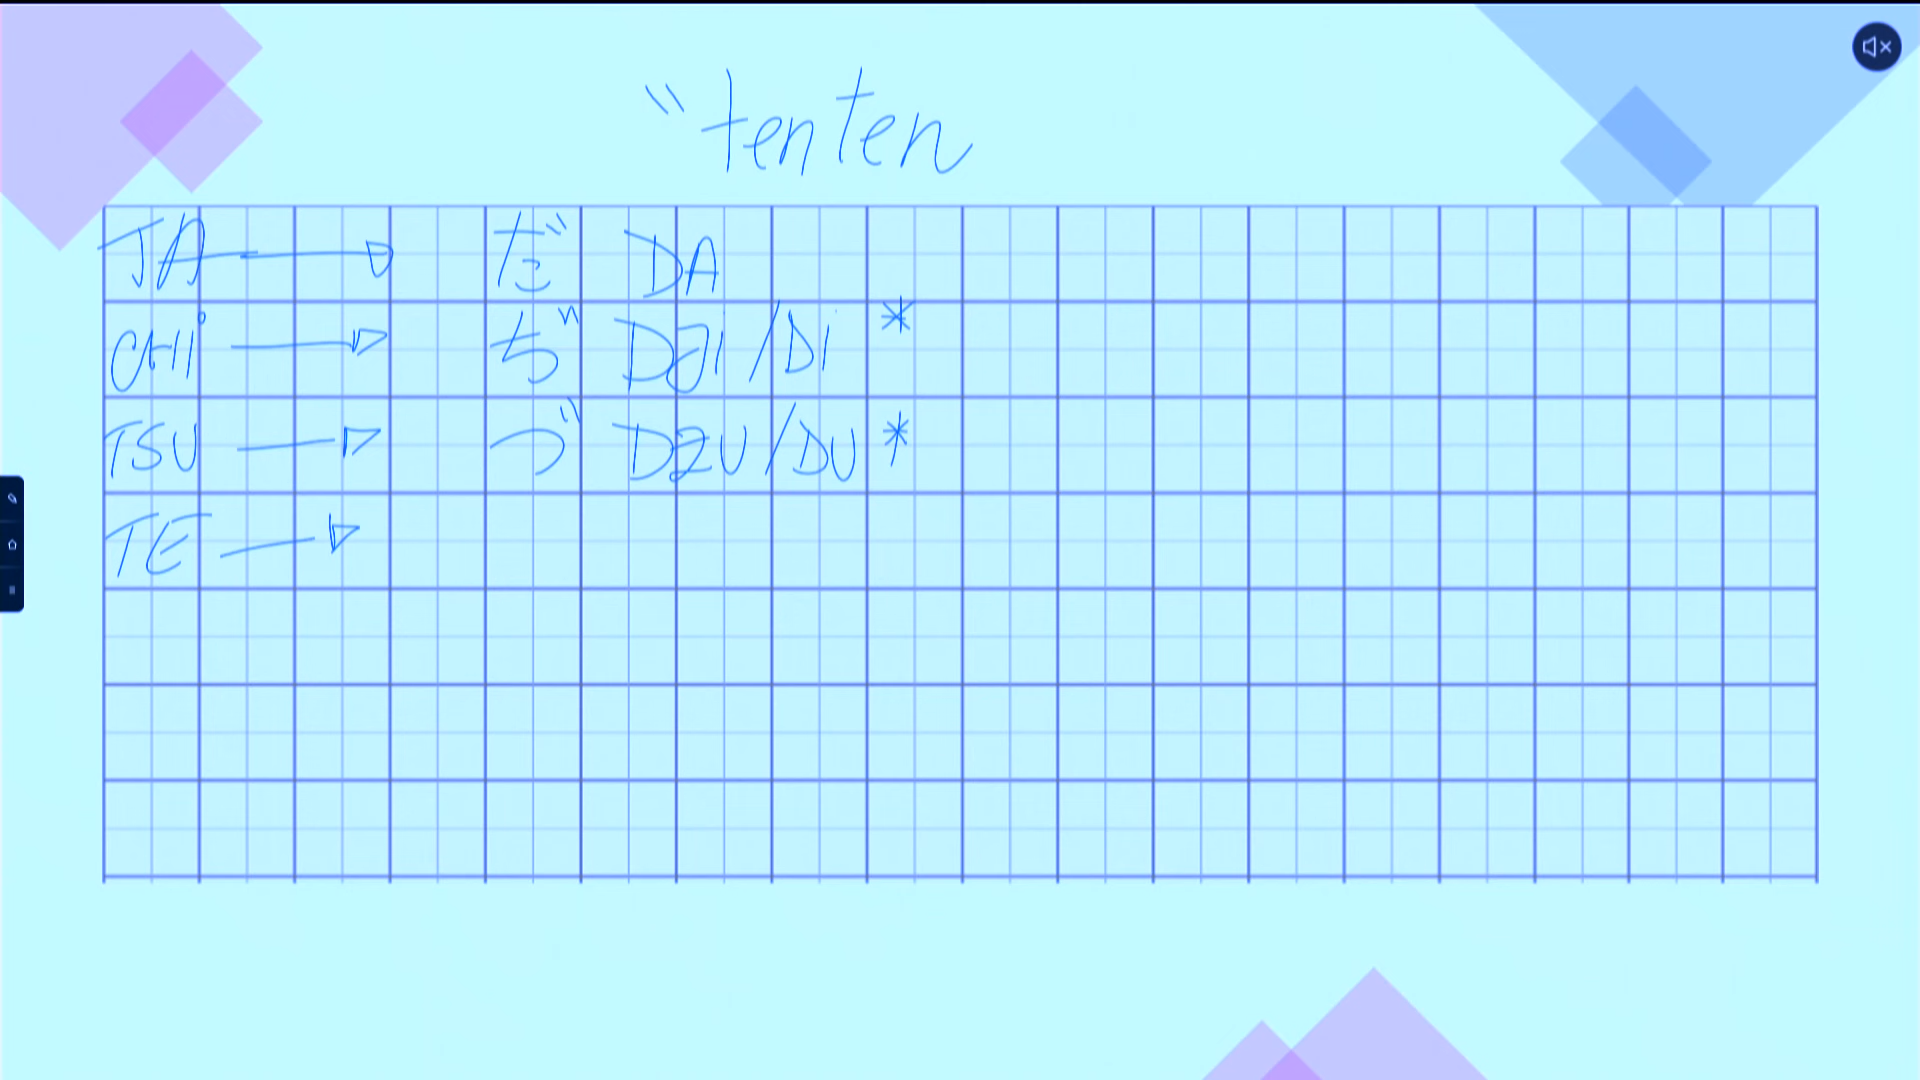 " tenten
TA → だ DA
CHI → ぢ DJI/DI *
TSU → づ DZU/DU *
TE →